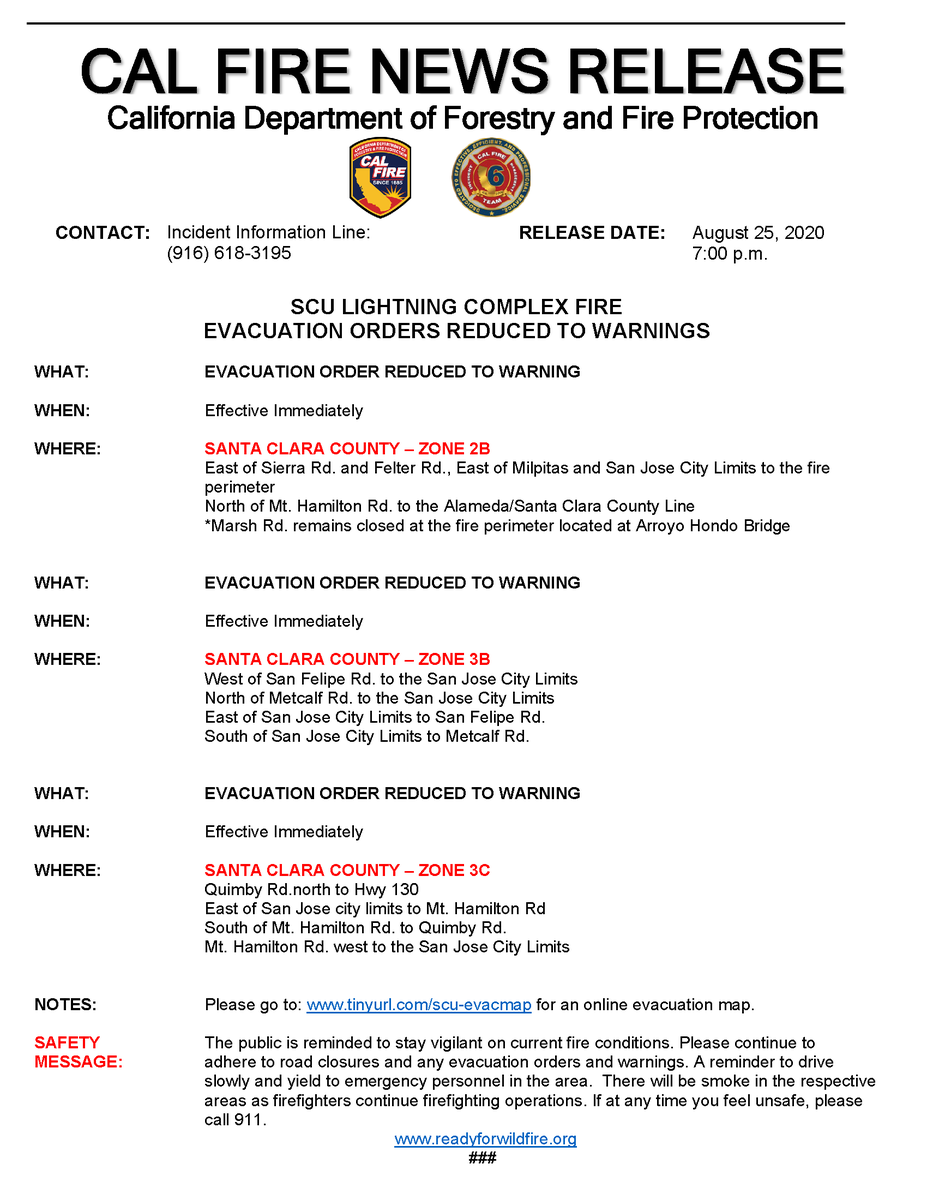 CAL FIRE NEWS RELEASE
California Department of Forestry and Fire Protection
CAL FIRE SINCE 1885
CAL FIRE 6 TEAM
CONTACT: Incident Information Line: RELEASE DATE: August 25, 2020
(916) 618-3195 7:00 p.m.
SCU LIGHTNING COMPLEX FIRE
EVACUATION ORDERS REDUCED TO WARNINGS
WHAT: EVACUATION ORDER REDUCED TO WARNING
WHEN: Effective Immediately
WHERE: SANTA CLARA COUNTY – ZONE 2B
East of Sierra Rd. and Felter Rd., East of Milpitas and San Jose City Limits to the fire
perimeter
North of Mt. Hamilton Rd. to the Alameda/Santa Clara County Line
*Marsh Rd. remains closed at the fire perimeter located at Arroyo Hondo Bridge
WHAT: EVACUATION ORDER REDUCED TO WARNING
WHEN: Effective Immediately
WHERE: SANTA CLARA COUNTY – ZONE 3B
West of San Felipe Rd. to the San Jose City Limits
North of Metcalf Rd. to the San Jose City Limits
East of San Jose City Limits to San Felipe Rd.
South of San Jose City Limits to Metcalf Rd.
WHAT: EVACUATION ORDER REDUCED TO WARNING
WHEN: Effective Immediately
WHERE: SANTA CLARA COUNTY – ZONE 3C
Quimby Rd.north to Hwy 130
East of San Jose city limits to Mt. Hamilton Rd
South of Mt. Hamilton Rd. to Quimby Rd.
Mt. Hamilton Rd. west to the San Jose City Limits
NOTES: Please go to: www.tinyurl.com/scu-evacmap for an online evacuation map.
SAFETY The public is reminded to stay vigilant on current fire conditions. Please continue to
MESSAGE: adhere to road closures and any evacuation orders and warnings. A reminder to drive
slowly and yield to emergency personnel in the area. There will be smoke in the respective
areas as firefighters continue firefighting operations. If at any time you feel unsafe, please
call 911.
www.readyforwildfire.org
###